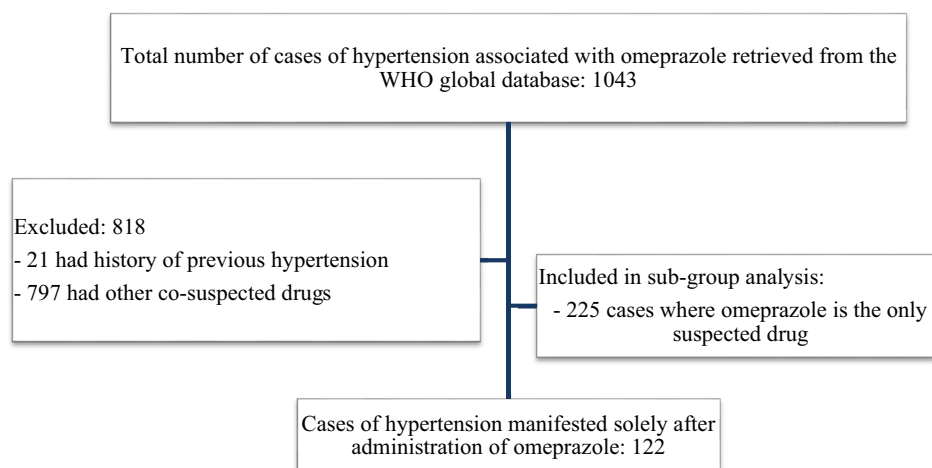 Total number of cases of hypertension associated with omeprazole retrieved from the
WHO global database: 1043
Excluded: 818
- 21 had history of previous hypertension
- 797 had other co-suspected drugs
Included in sub-group analysis:
- 225 cases where omeprazole is the only
suspected drug
Cases of hypertension manifested solely after
administration of omeprazole: 122